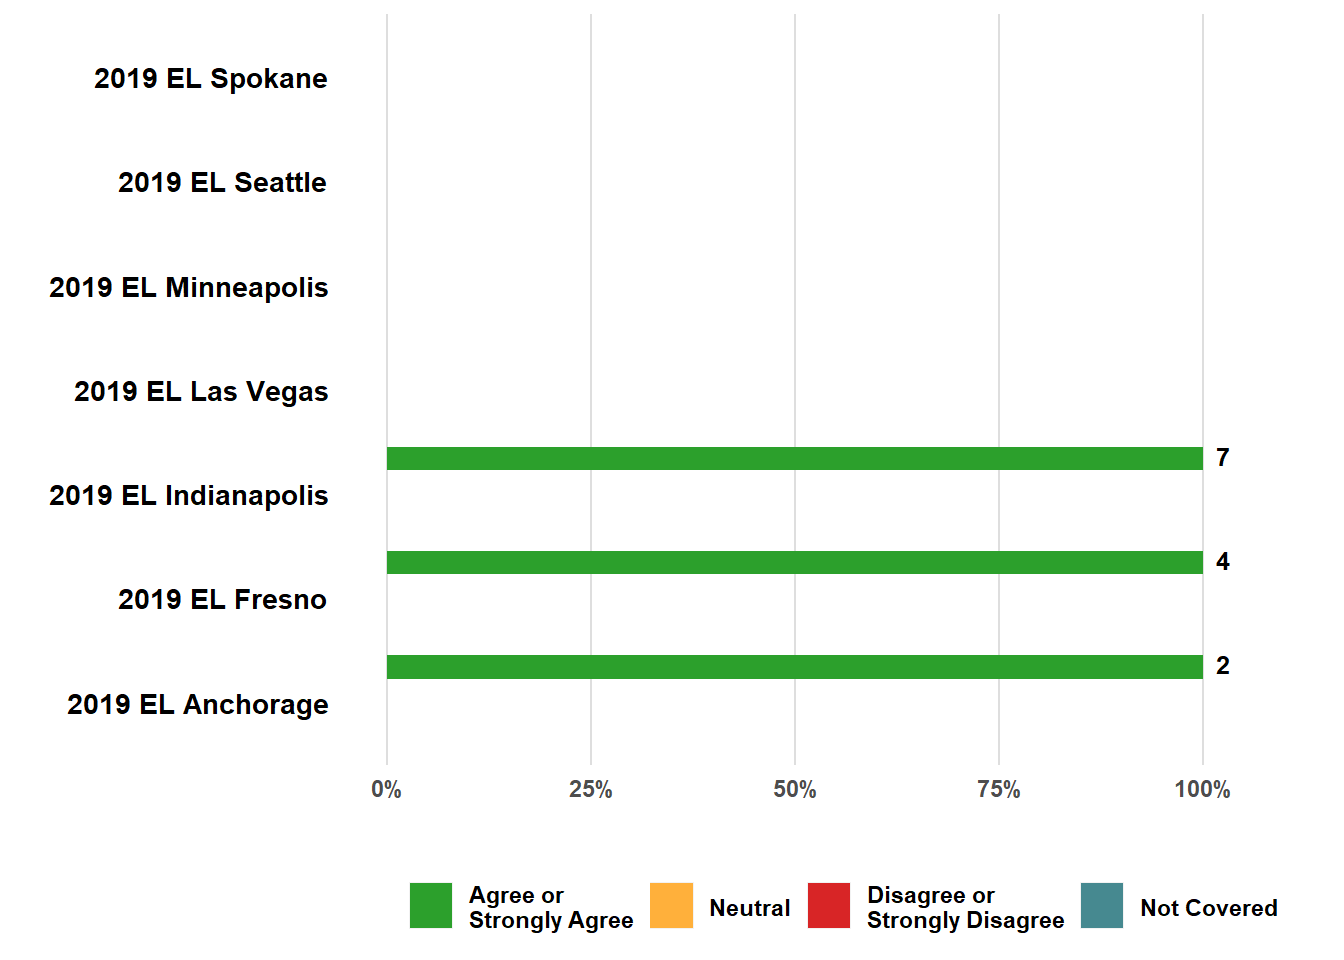 2019 EL Spokane
2019 EL Seattle
2019 EL Minneapolis
2019 EL Las Vegas
7
2019 EL Indianapolis
4
2019 EL Fresno
2
2019 EL Anchorage
0% 25% 50% 75% 100%
Agree or
Strongly Agree
Neutral
Disagree or
Strongly Disagree
Not Covered